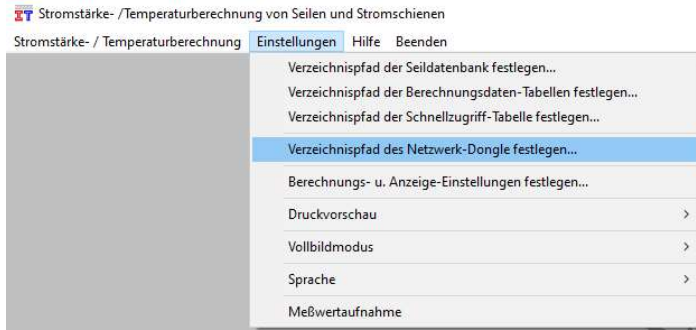 Stromstärke- /Temperaturberechnung von Seilen und Stromschienen
Stromstärke- / Temperaturberechnung Einstellungen Hilfe Beenden
Verzeichnispfad der Seildatenbank festlegen...
Verzeichnispfad der Berechnungsdaten-Tabellen festlegen...
Verzeichnispfad der Schnellzugriff-Tabelle festlegen...
Verzeichnispfad des Netzwerk-Dongle festlegen...
Berechnungs- u. Anzeige-Einstellungen festlegen...
Druckvorschau
Vollbildmodus
Sprache
Meßwertaufnahme